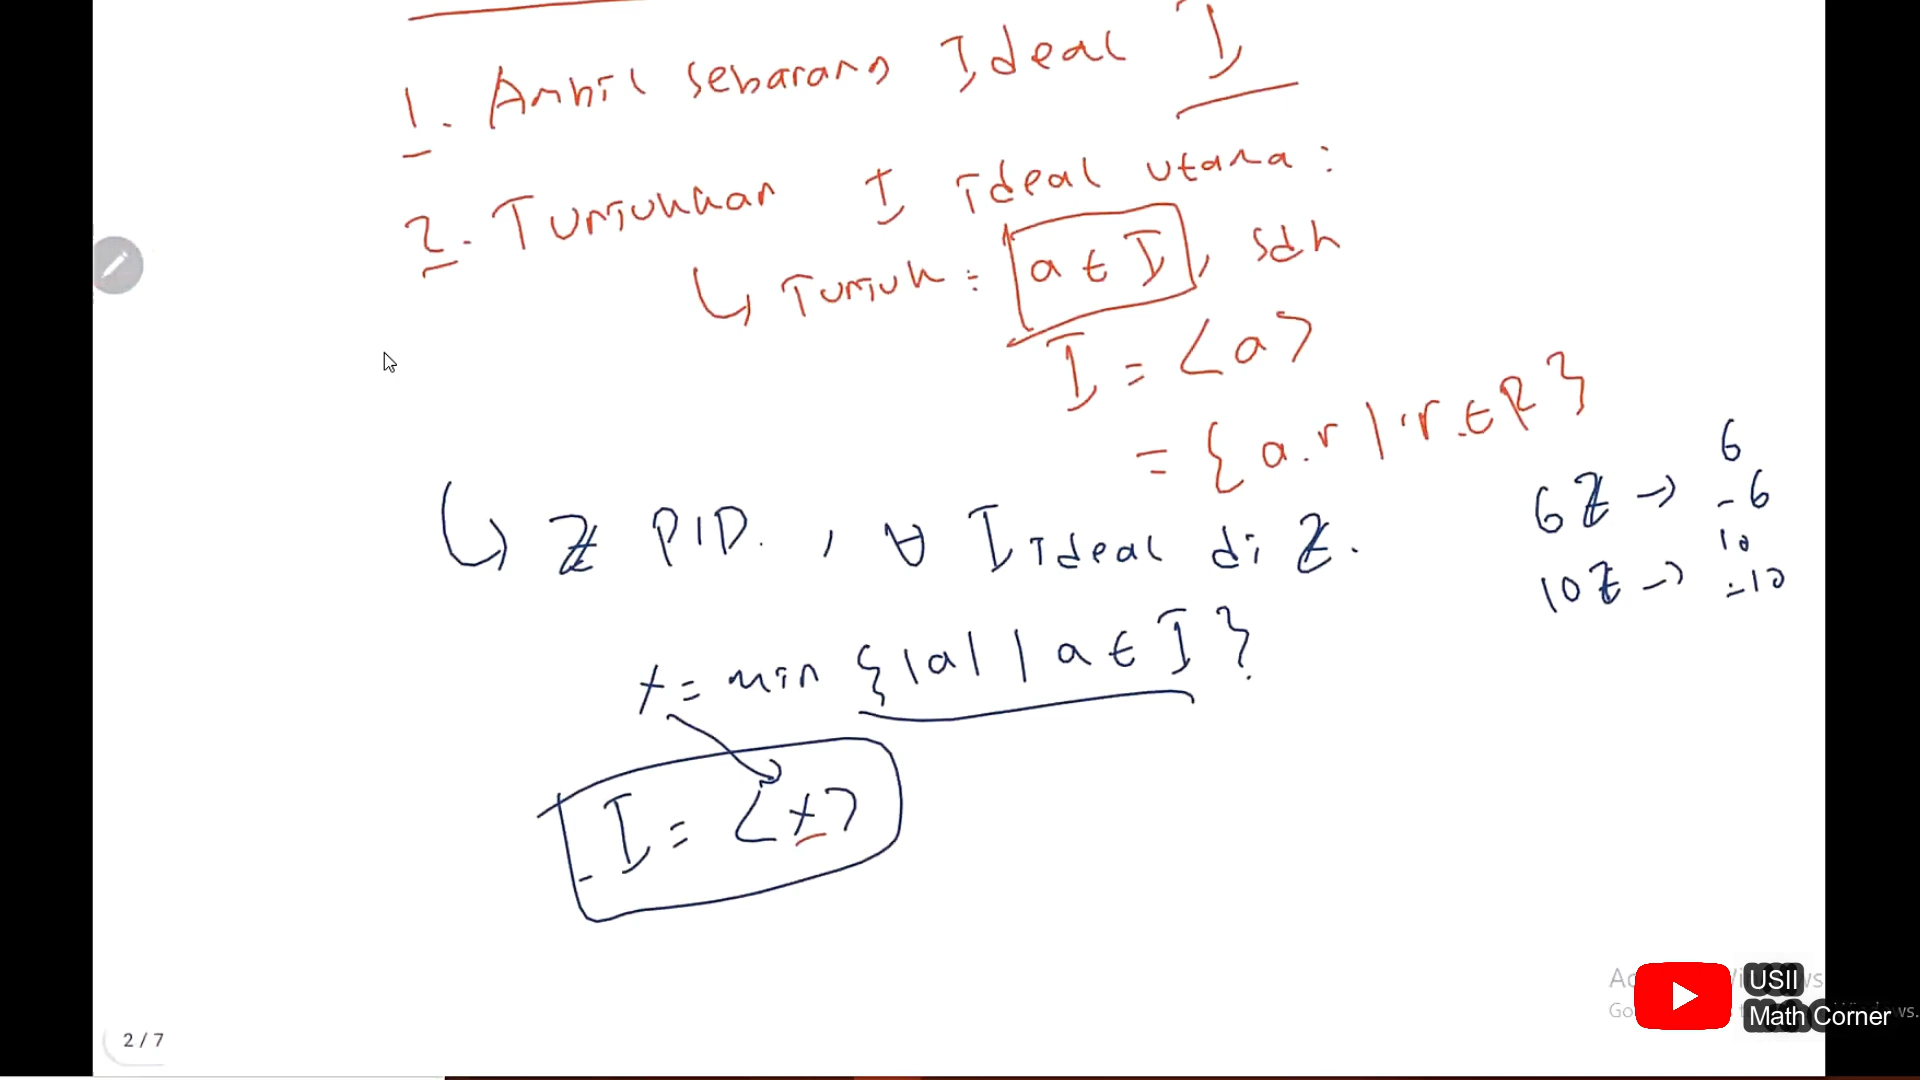 1. Ambil sebarang Ideal I
2. Tunjukkan I ideal utama :
↳ Tunjuk : a ∈ I, sdh
I = <a>
= { a.r | r ∈ R }
6
↳ ℤ PID. , ∀ I ideal di ℤ.
6ℤ → -6
10
10ℤ → -10
x = min { |a| | a ∈ I }.
I = <x>
USII
Math Corner
2 / 7